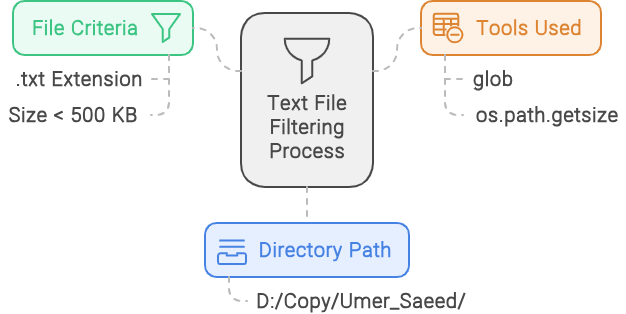 File Criteria
.txt Extension
Size < 500 KB
Text File
Filtering
Process
Tools Used
glob
os.path.getsize
Directory Path
D:/Copy/Umer_Saeed/